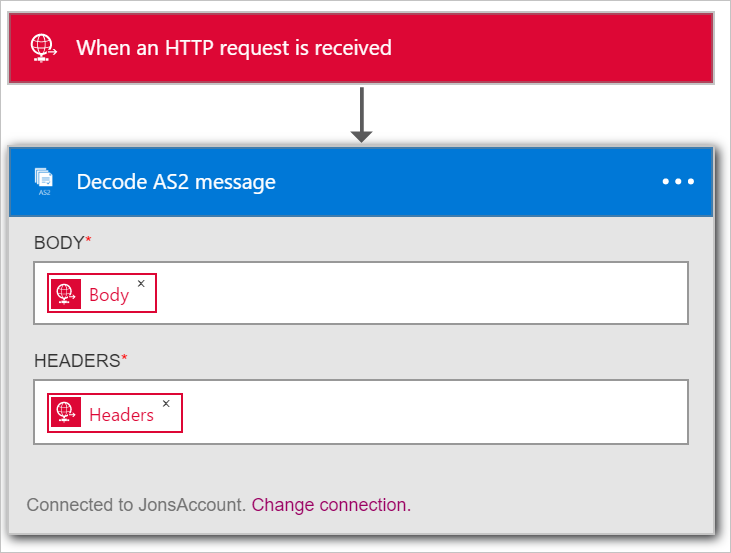 When an HTTP request is received
AS2
Decode AS2 message
BODY*
Body ×
HEADERS*
Headers ×
Connected to JonsAccount. Change connection.